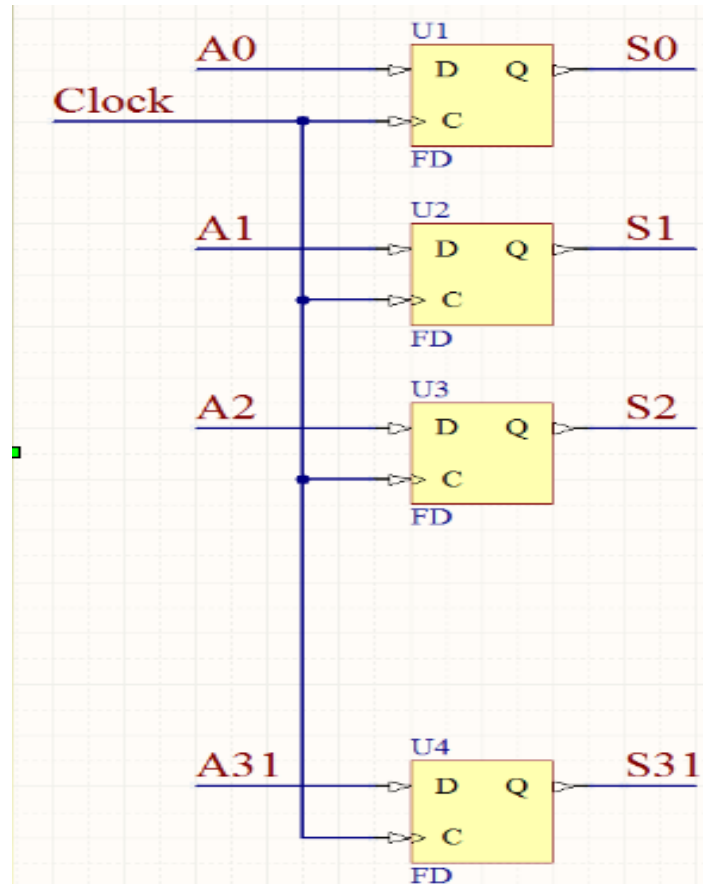 U1
A0 D Q S0
Clock C
FD
U2
A1 D Q S1
C
FD
U3
A2 D Q S2
C
FD
U4
A31 D Q S31
C
FD